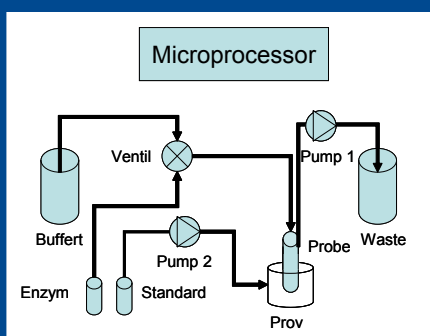 Microprocessor
Ventil
Pump 1
Buffert
Probe
Waste
Pump 2
Enzym
Standard
Prov